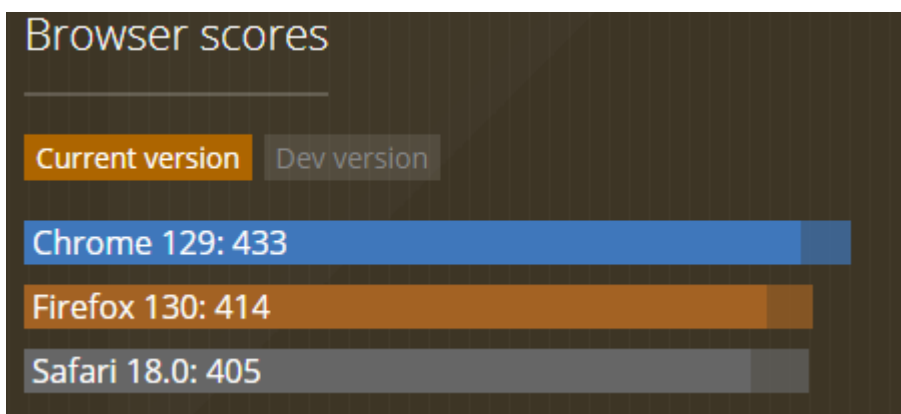 Browser scores
Current version
Dev version
Chrome 129: 433
Firefox 130: 414
Safari 18.0: 405